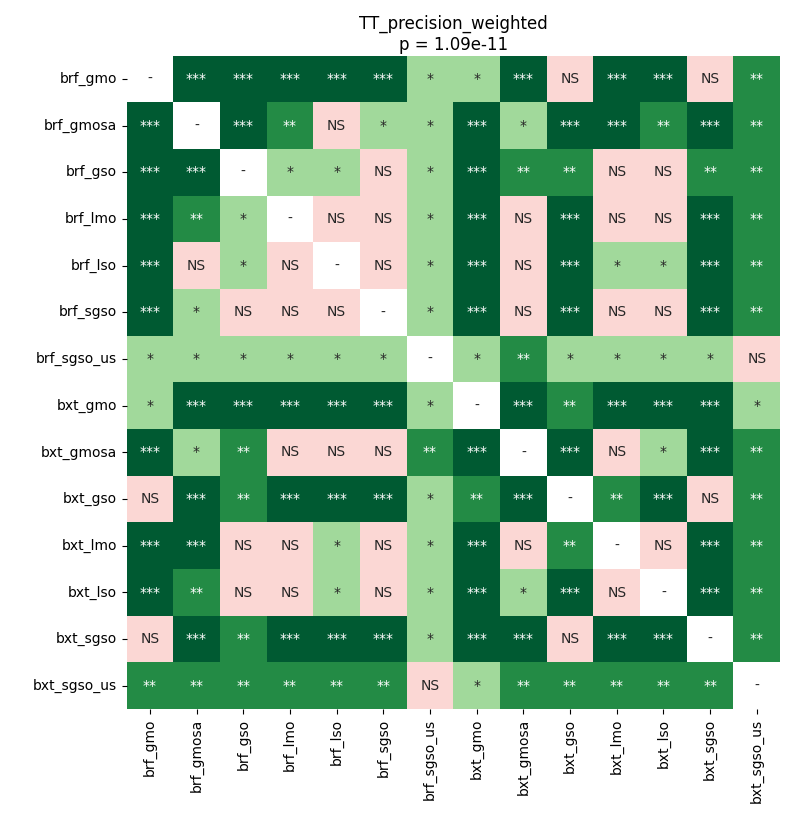 TT_precision_weighted
p = 1.09e-11
brf_gmo - *** *** *** *** *** * * *** NS *** *** NS **
brf_gmosa *** - *** ** NS * * *** * *** *** ** *** **
brf_gso *** *** - * * NS * *** ** ** NS NS ** **
brf_lmo *** ** * - NS NS * *** NS *** NS NS *** **
brf_lso *** NS * NS - NS * *** NS *** * * *** **
brf_sgso *** * NS NS NS - * *** NS *** NS NS *** **
brf_sgso_us * * * * * * - * ** * * * * NS
bxt_gmo * *** *** *** *** *** * - *** ** *** *** *** *
bxt_gmosa *** * ** NS NS NS ** *** - *** NS * *** **
bxt_gso NS *** ** *** *** *** * ** *** - ** *** NS **
bxt_lmo *** *** NS NS * NS * *** NS ** - NS *** **
bxt_lso *** ** NS NS * NS * *** * *** NS - *** **
bxt_sgso NS *** ** *** *** *** * *** *** NS *** *** - **
bxt_sgso_us ** ** ** ** ** ** NS * ** ** ** ** ** -
brf_gmo brf_gmosa brf_gso brf_lmo brf_lso brf_sgso brf_sgso_us bxt_gmo bxt_gmosa bxt_gso bxt_lmo bxt_lso bxt_sgso bxt_sgso_us